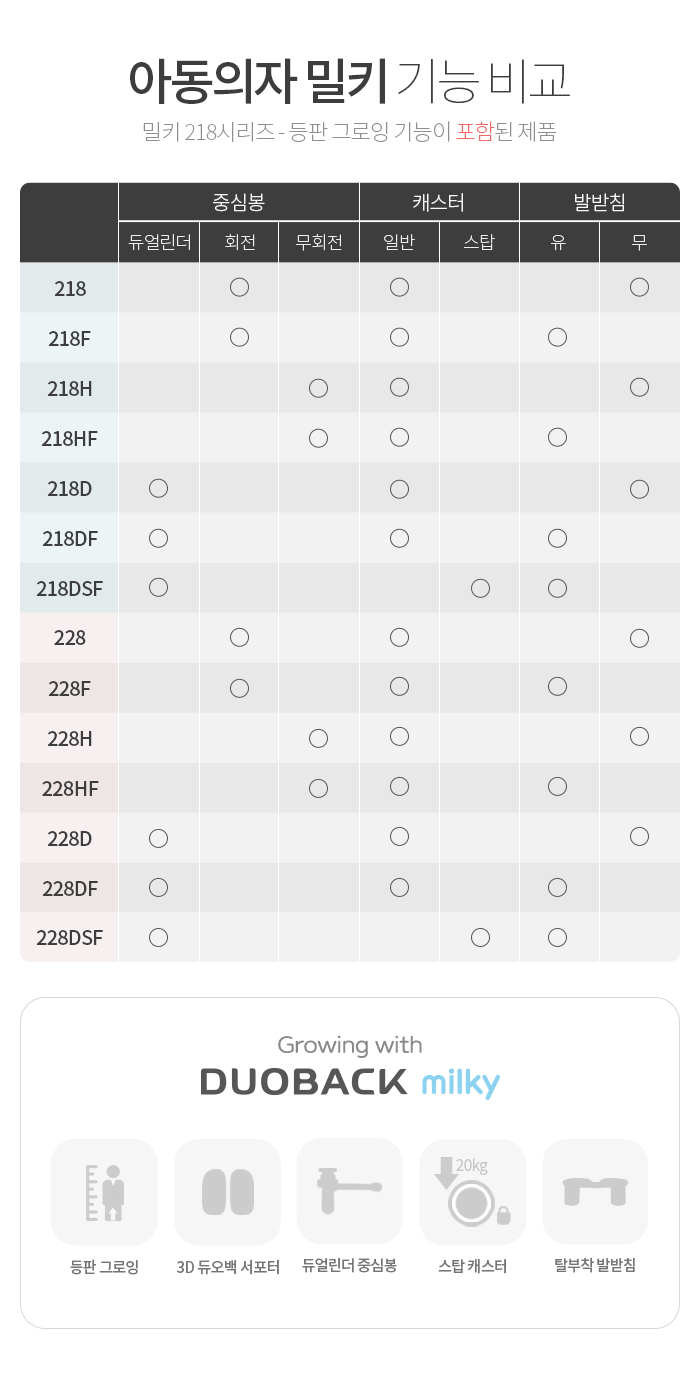 아동의자 밀키 기능 비교
밀키 218시리즈 - 등판 그로잉 기능이 포함된 제품
중심봉 캐스터 발받침
듀얼린더 회전 무회전 일반 스탑 유 무
218 ○ ○ ○
218F ○ ○ ○
218H ○ ○ ○
218HF ○ ○ ○
218D ○ ○ ○
218DF ○ ○ ○
218DSF ○ ○ ○
228 ○ ○ ○
228F ○ ○ ○
228H ○ ○ ○
228HF ○ ○ ○
228D ○ ○ ○
228DF ○ ○ ○
228DSF ○ ○ ○
Growing with
DUOBACK milky
20kg
등판 그로잉 3D 듀오백 서포터 듀얼린더 중심봉 스탑 캐스터 탈부착 발받침